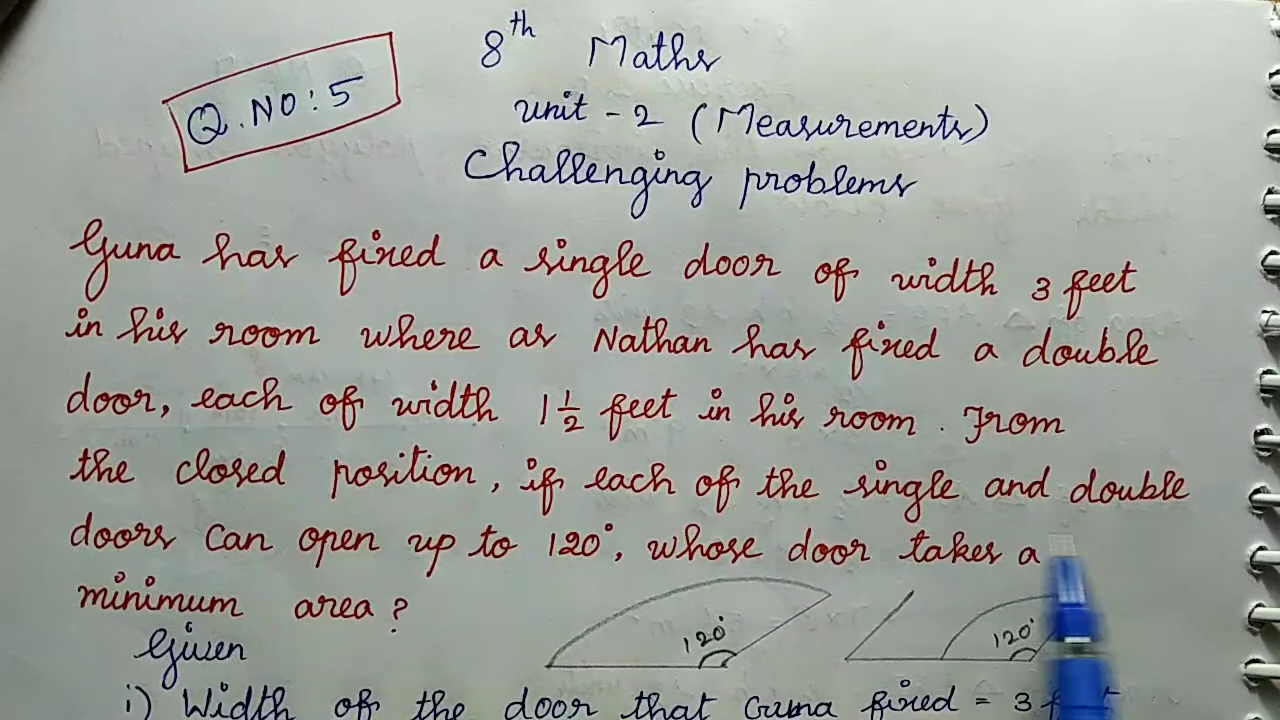 Q.NO:5
8th Maths
unit - 2 (Measurements)
Challenging problems
Guna has fixed a single door of width 3 feet
in his room where as Nathan has fixed a double
door, each of width 1 1/2 feet in his room. From
the closed position, if each of the single and double
doors can open up to 120°, whose door takes a
minimum area?
120°
120°
Given
i) Width of the door that Guna fixed = 3